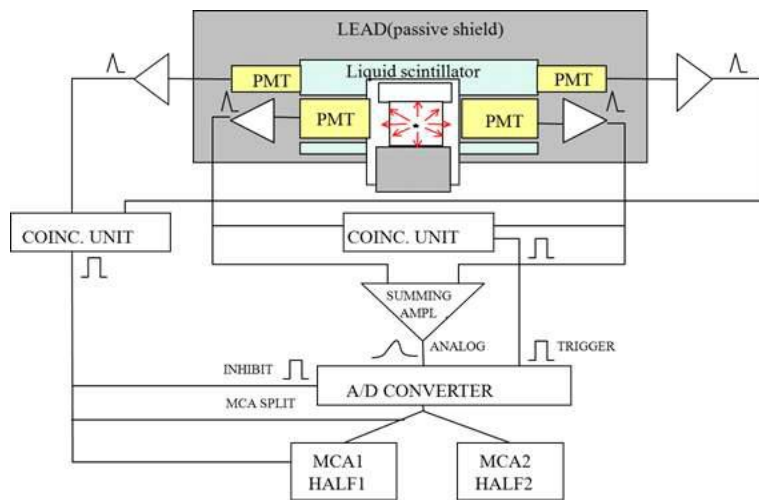 LEAD(passive shield)
Liquid scintillator
PMT
PMT
PMT
PMT
COINC. UNIT
COINC. UNIT
SUMMING
AMPL
ANALOG
TRIGGER
INHIBIT
A/D CONVERTER
MCA SPLIT
MCA1
HALF1
MCA2
HALF2